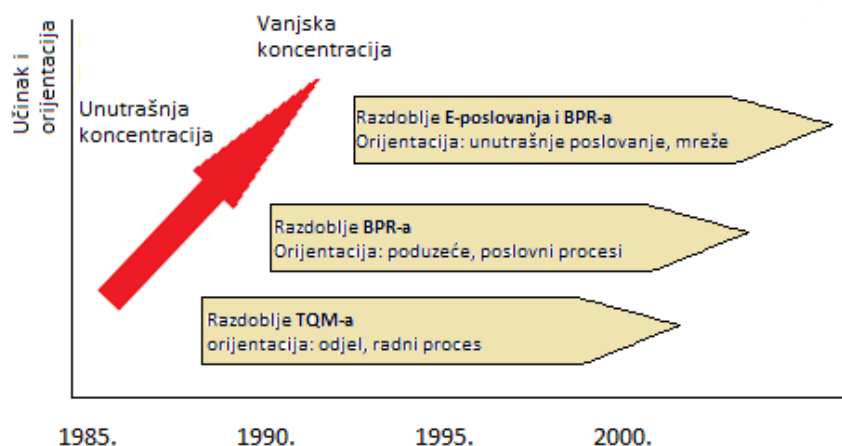 Učinak i
orijentacija
Vanjska
koncentracija
Unutrašnja
koncentracija
Razdoblje E-poslovanja i BPR-a
Orijentacija: unutrašnje poslovanje, mreže
Razdoblje BPR-a
Orijentacija: poduzeće, poslovni procesi
Razdoblje TQM-a
orijentacija: odjel, radni proces
1985. 1990. 1995. 2000.